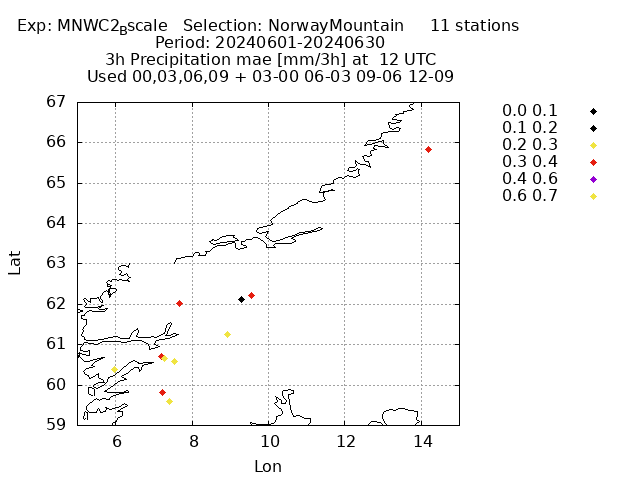 Exp: MNWC2_Bscale   Selection: NorwayMountain     11 stations
Period: 20240601-20240630
3h Precipitation mae [mm/3h] at  12 UTC
Used 00,03,06,09 + 03-00 06-03 09-06 12-09
67
66
65
64
63
62
61
60
59
Lat
6 8 10 12 14
Lon
0.0 0.1
0.1 0.2
0.2 0.3
0.3 0.4
0.4 0.6
0.6 0.7